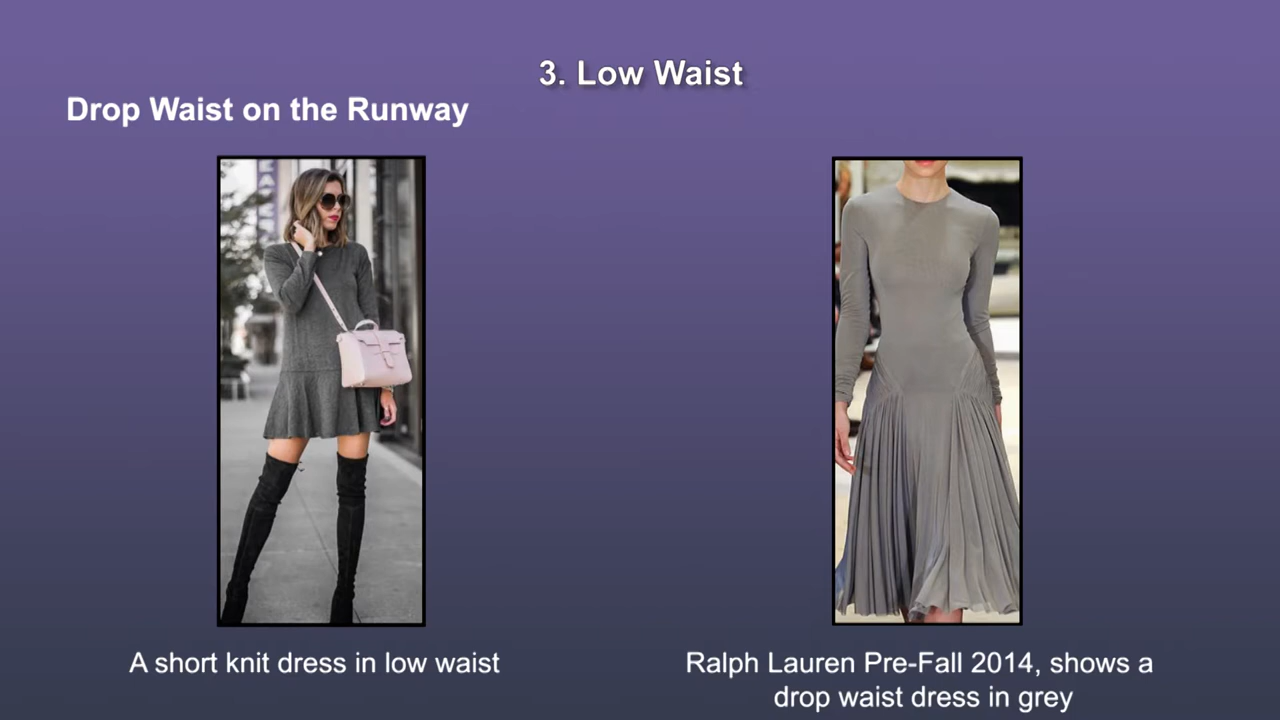 3. Low Waist
Drop Waist on the Runway
A short knit dress in low waist
Ralph Lauren Pre-Fall 2014, shows a
drop waist dress in grey